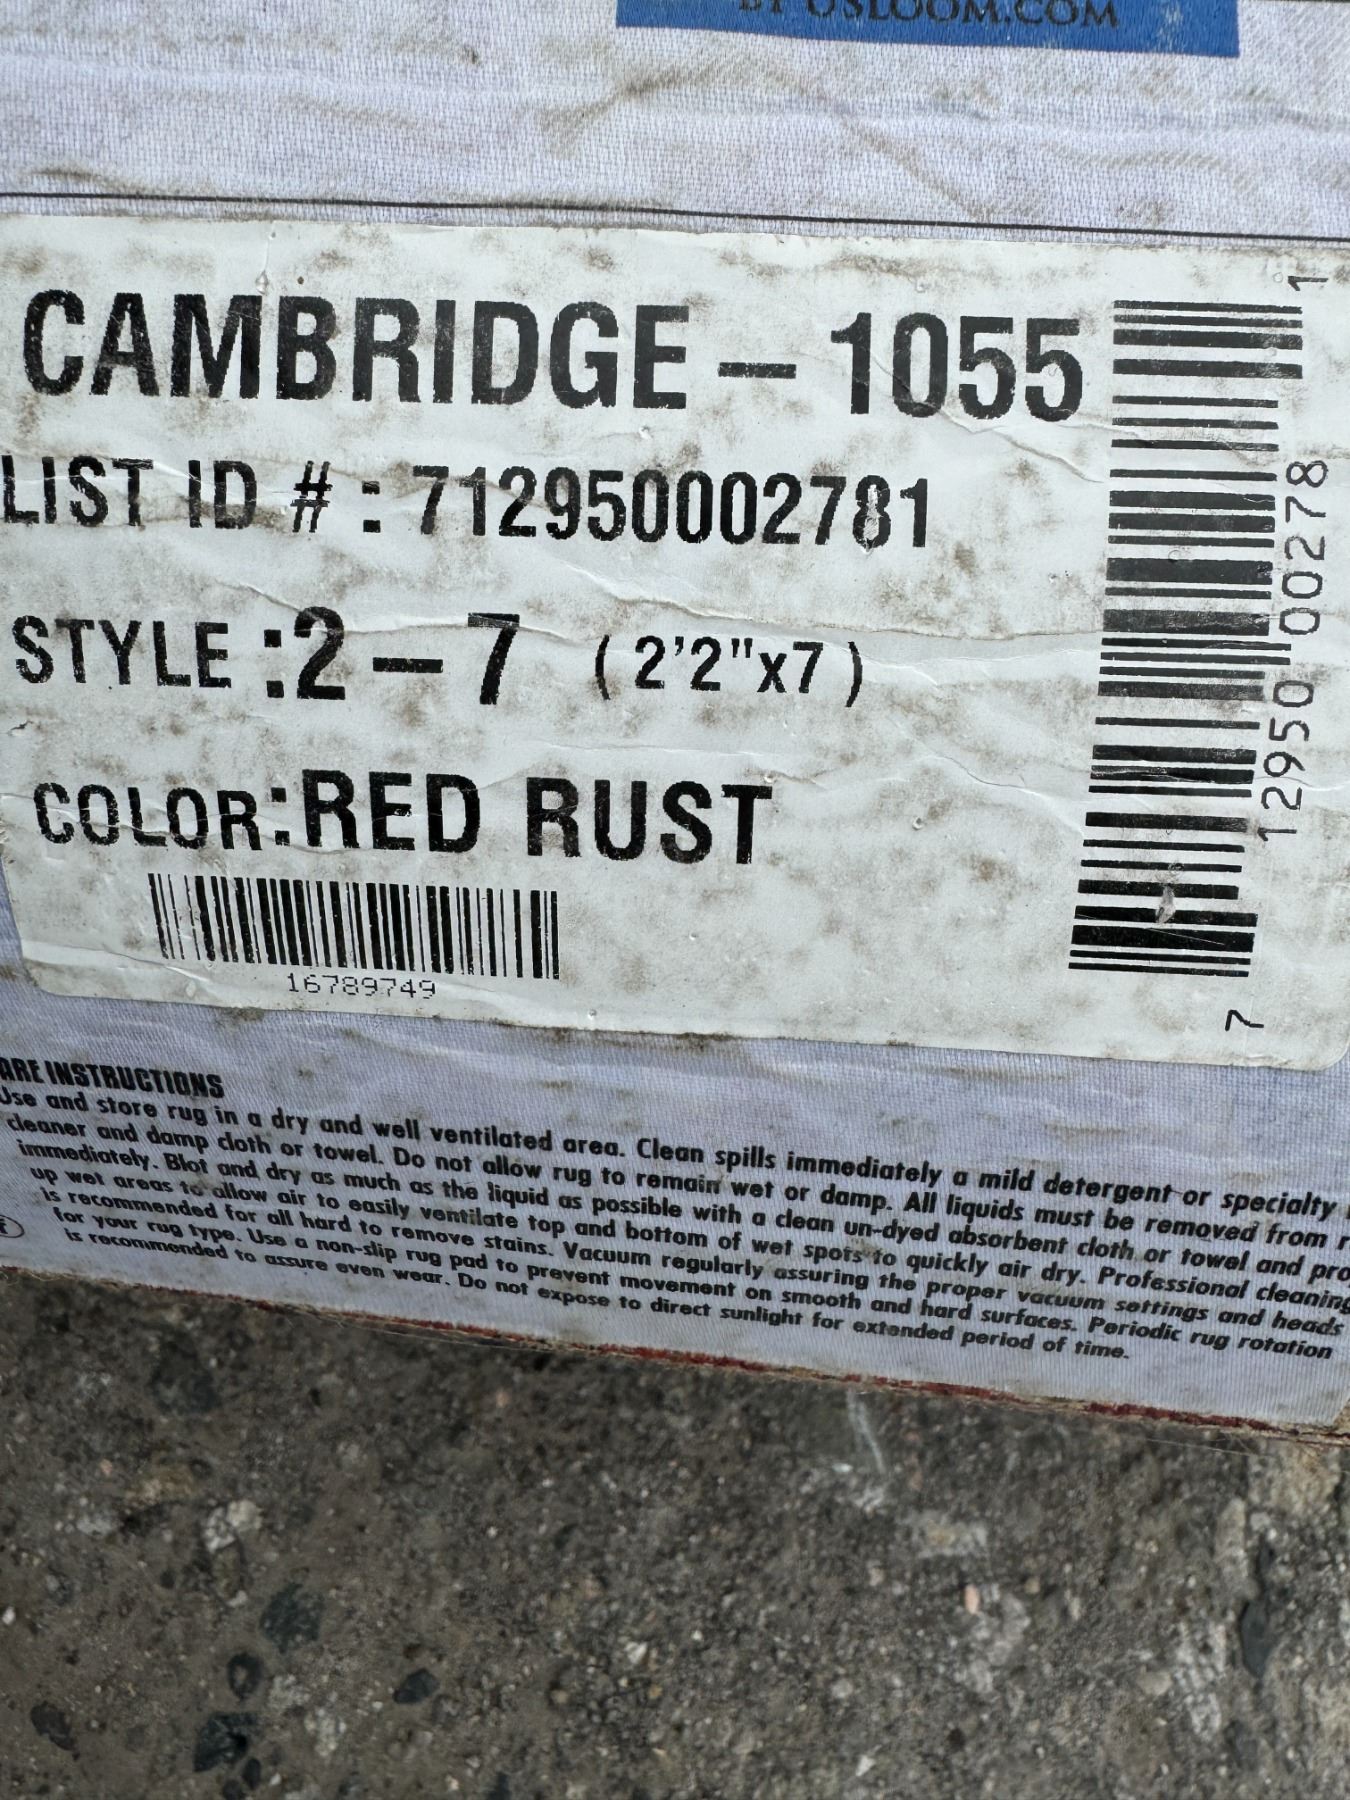 BY USLOOM.COM
CAMBRIDGE – 1055
LIST ID # : 712950002781
STYLE :2 – 7 (2'2"x7)
COLOR:RED RUST
16789749
7 12950 00278 1
ARE INSTRUCTIONS
Use and store rug in a dry and well ventilated area. Clean spills immediately a mild detergent or specialty
cleaner and damp cloth or towel. Do not allow rug to remain wet or damp. All liquids must be removed from r
immediately. Blot and dry as much as the liquid as possible with a clean un-dyed absorbent cloth or towel and pro
up wet areas to allow air to easily ventilate top and bottom of wet spots to quickly air dry. Professional cleaning
is recommended for all hard to remove stains. Vacuum regularly assuring the proper vacuum settings and heads
for your rug type. Use a non-slip rug pad to prevent movement on smooth and hard surfaces. Periodic rug rotation
is recommended to assure even wear. Do not expose to direct sunlight for extended period of time.